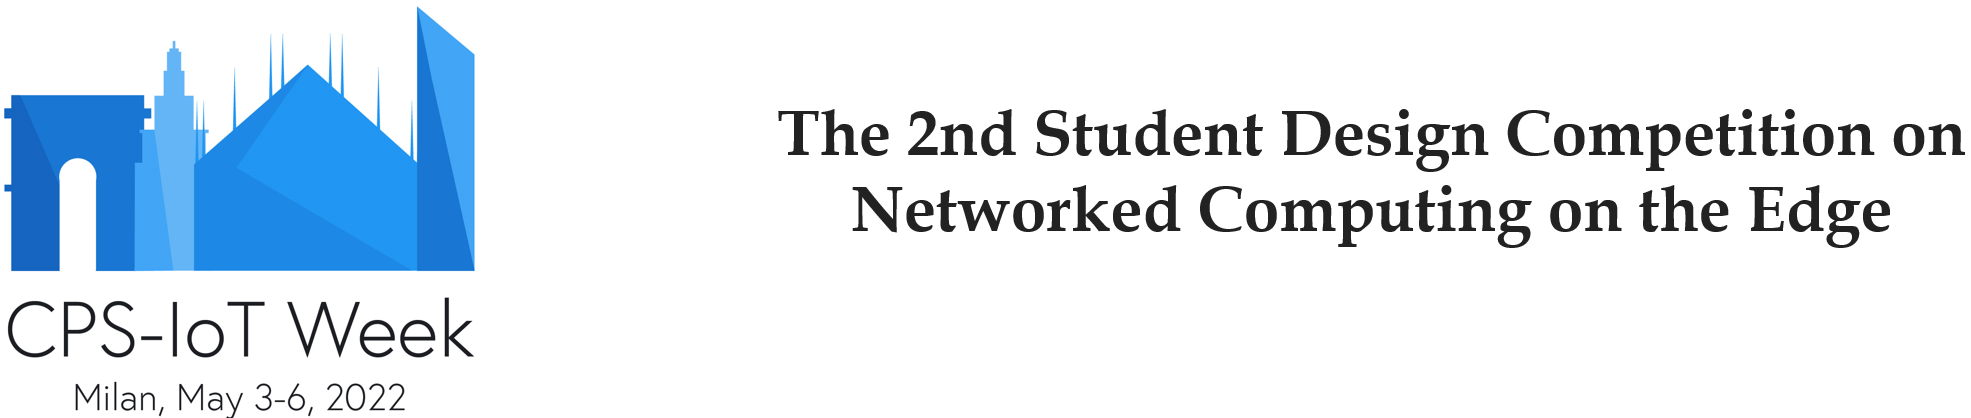 The 2nd Student Design Competition on
Networked Computing on the Edge
CPS-IoT Week
Milan, May 3-6, 2022